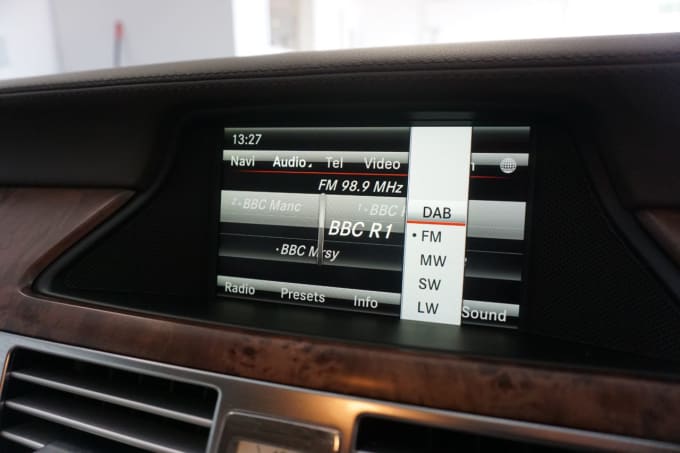 13:27
Navi Audio Tel Video
FM 98.9 MHz
BBC Manc
BBC R1
BBC Mrsy
DAB
FM
MW
SW
LW
Radio Presets Info Sound